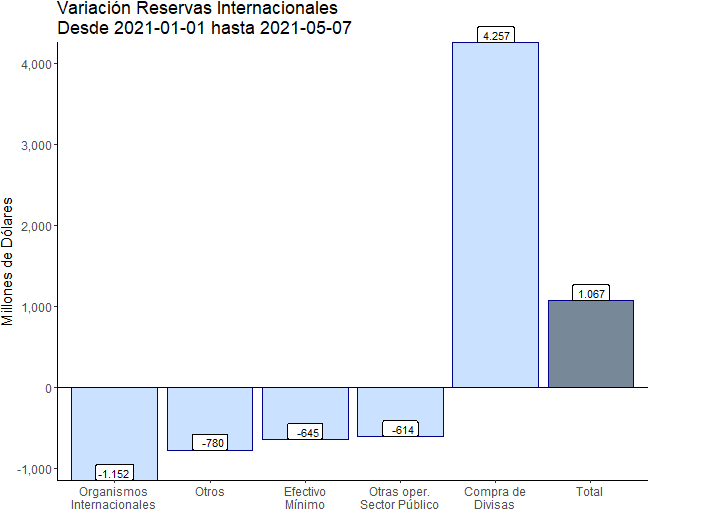 Variación Reservas Internacionales
Desde 2021-01-01 hasta 2021-05-07
Millones de Dólares
4,000
3,000
2,000
1,000
0
-1,000
-1.152
-780
-645
-614
4.257
1.067
Organismos
Internacionales
Otros
Efectivo
Mínimo
Otras oper.
Sector Público
Compra de
Divisas
Total